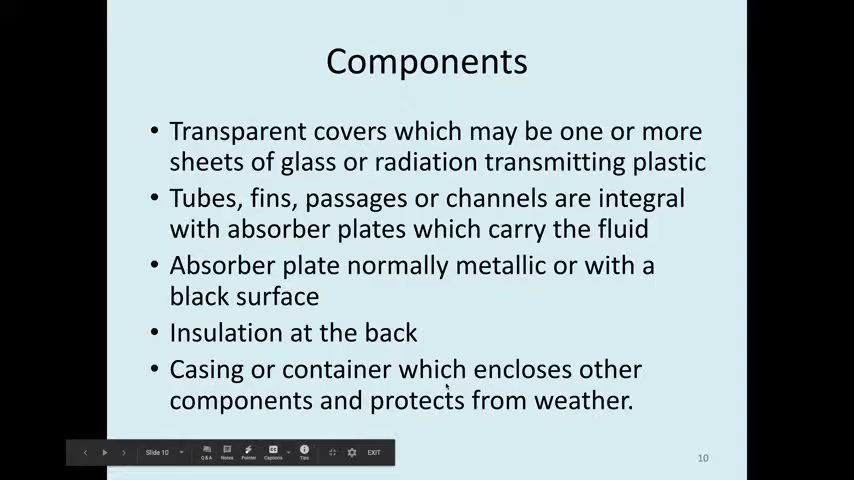 Components
• Transparent covers which may be one or more
sheets of glass or radiation transmitting plastic
• Tubes, fins, passages or channels are integral
with absorber plates which carry the fluid
• Absorber plate normally metallic or with a
black surface
• Insulation at the back
• Casing or container which encloses other
components and protects from weather.
Slide 10
Q&A Notes Pointer Captions Tips EXIT
10